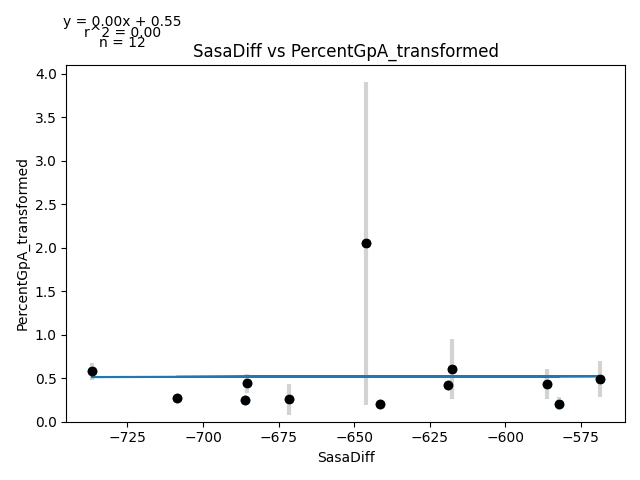 y = 0.00x + 0.55
r^2 = 0.00
n = 12
SasaDiff vs PercentGpA_transformed
4.0
3.5
3.0
2.5
2.0
1.5
1.0
0.5
0.0
PercentGpA_transformed
−725
−700
−675
−650
−625
−600
−575
SasaDiff